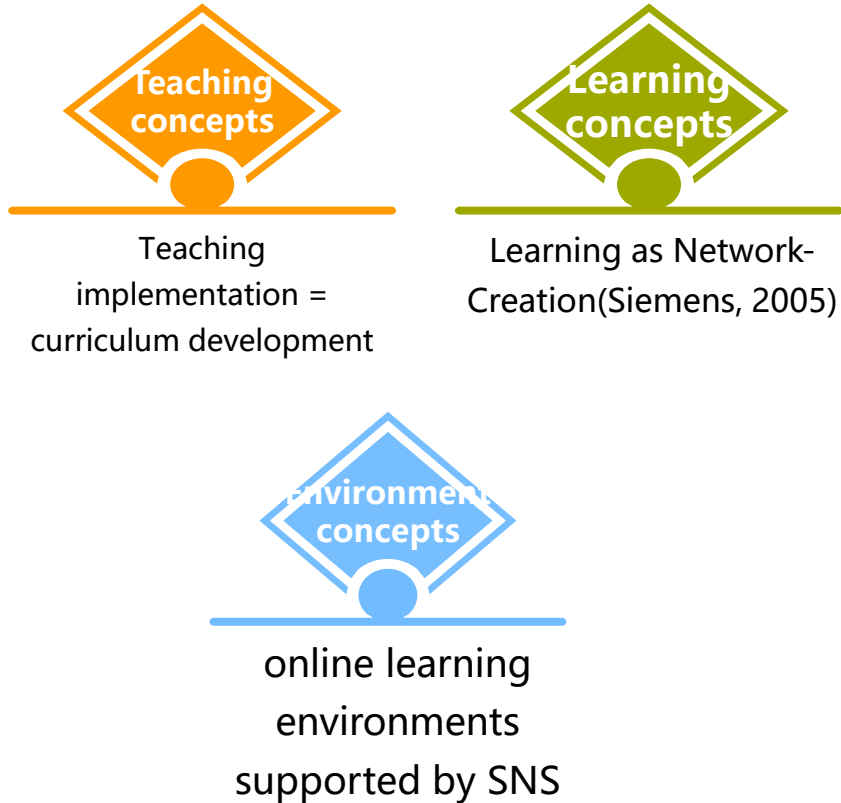 Teaching
concepts
Teaching
implementation =
curriculum development
Learning
concepts
Learning as Network-
Creation(Siemens, 2005)
Environment
concepts
online learning
environments
supported by SNS